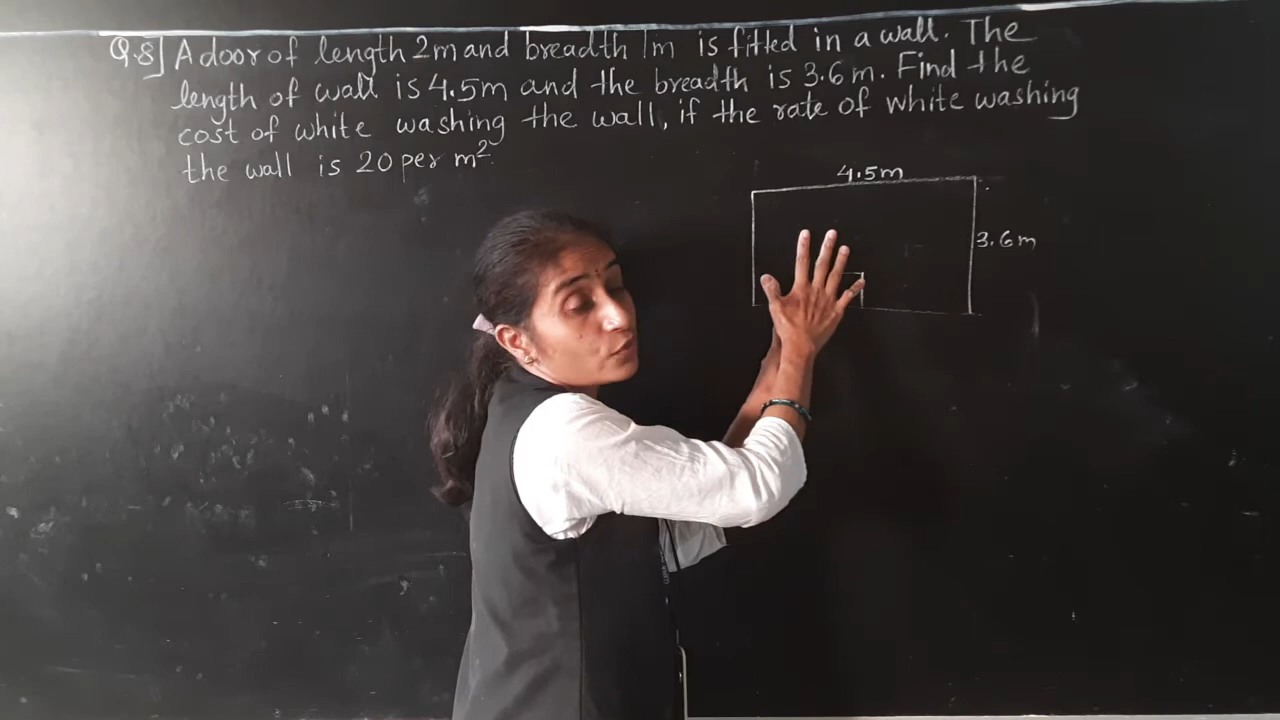 Q.8] A door of length 2m and breadth 1m is fitted in a wall. The
length of wall is 4.5m and the breadth is 3.6m. Find the
cost of white washing the wall, if the rate of white washing
the wall is 20 per m².
4.5m
3.6m